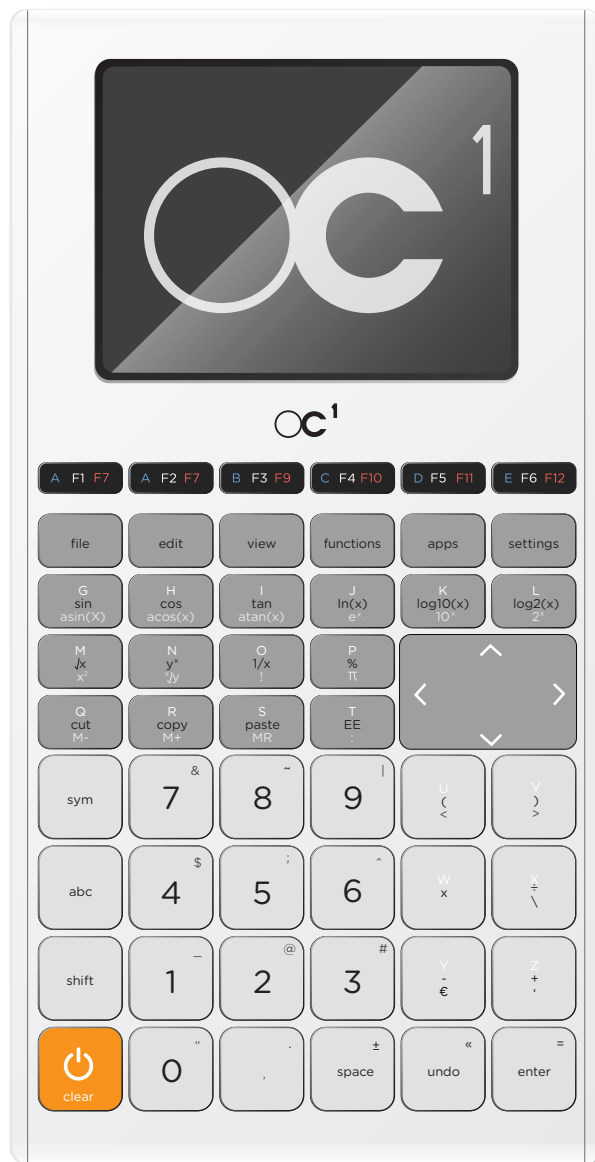 OC 1
OC 1
A F1 F7 A F2 F7 B F3 F9 C F4 F10 D F5 F11 E F6 F12
file edit view functions apps settings
G H I J K L
sin cos tan ln(x) log10(x) log2(x)
asin(X) acos(x) atan(x) eˣ 10ˣ 2ˣ
M N O P
√x yˣ 1/x %
x² ˣ√y ! π
Q R S T
cut copy paste EE
M- M+ MR :
& ~ | U V
sym 7 8 9 ( )
< >
$ ; ^ W X
abc 4 5 6 x ÷
\
_ @ # Y Z
shift 1 2 3 - +
€ '
" . ± « =
0 , space undo enter
clear